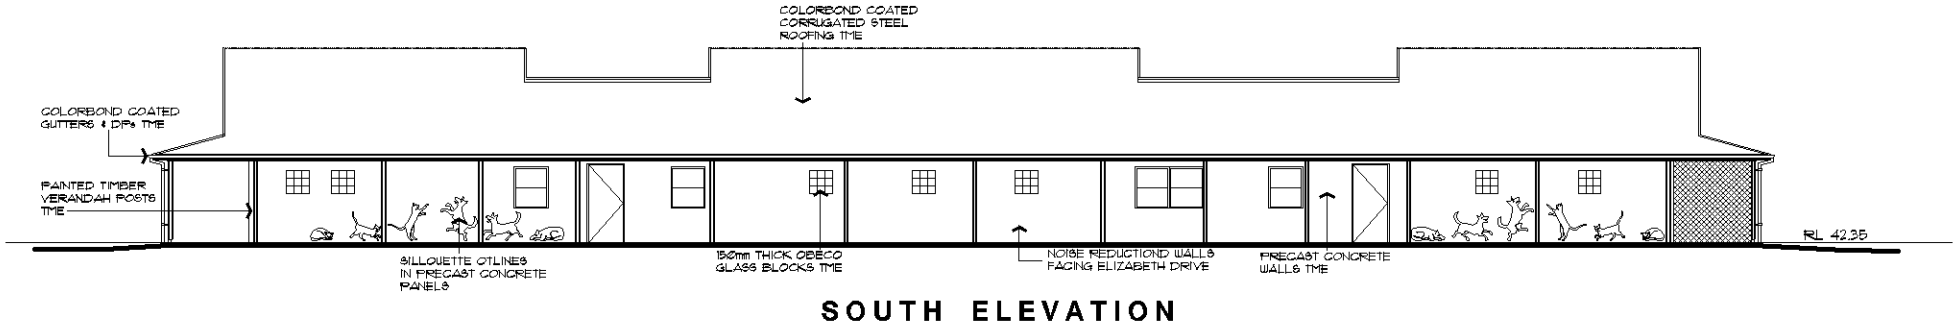 COLORBOND COATED
CORRUGATED STEEL
ROOFING TME
COLORBOND COATED
GUTTERS & DPs TME
PAINTED TIMBER
VERANDAH POSTS
TME
RL 42.35
SILLOUETTE OTLINES
IN PRECAST CONCRETE
PANELS
150mm THICK OBECO
GLASS BLOCKS TME
NOISE REDUCTIOND WALLS
FACING ELIZABETH DRIVE
PRECAST CONCRETE
WALLS TME
SOUTH ELEVATION